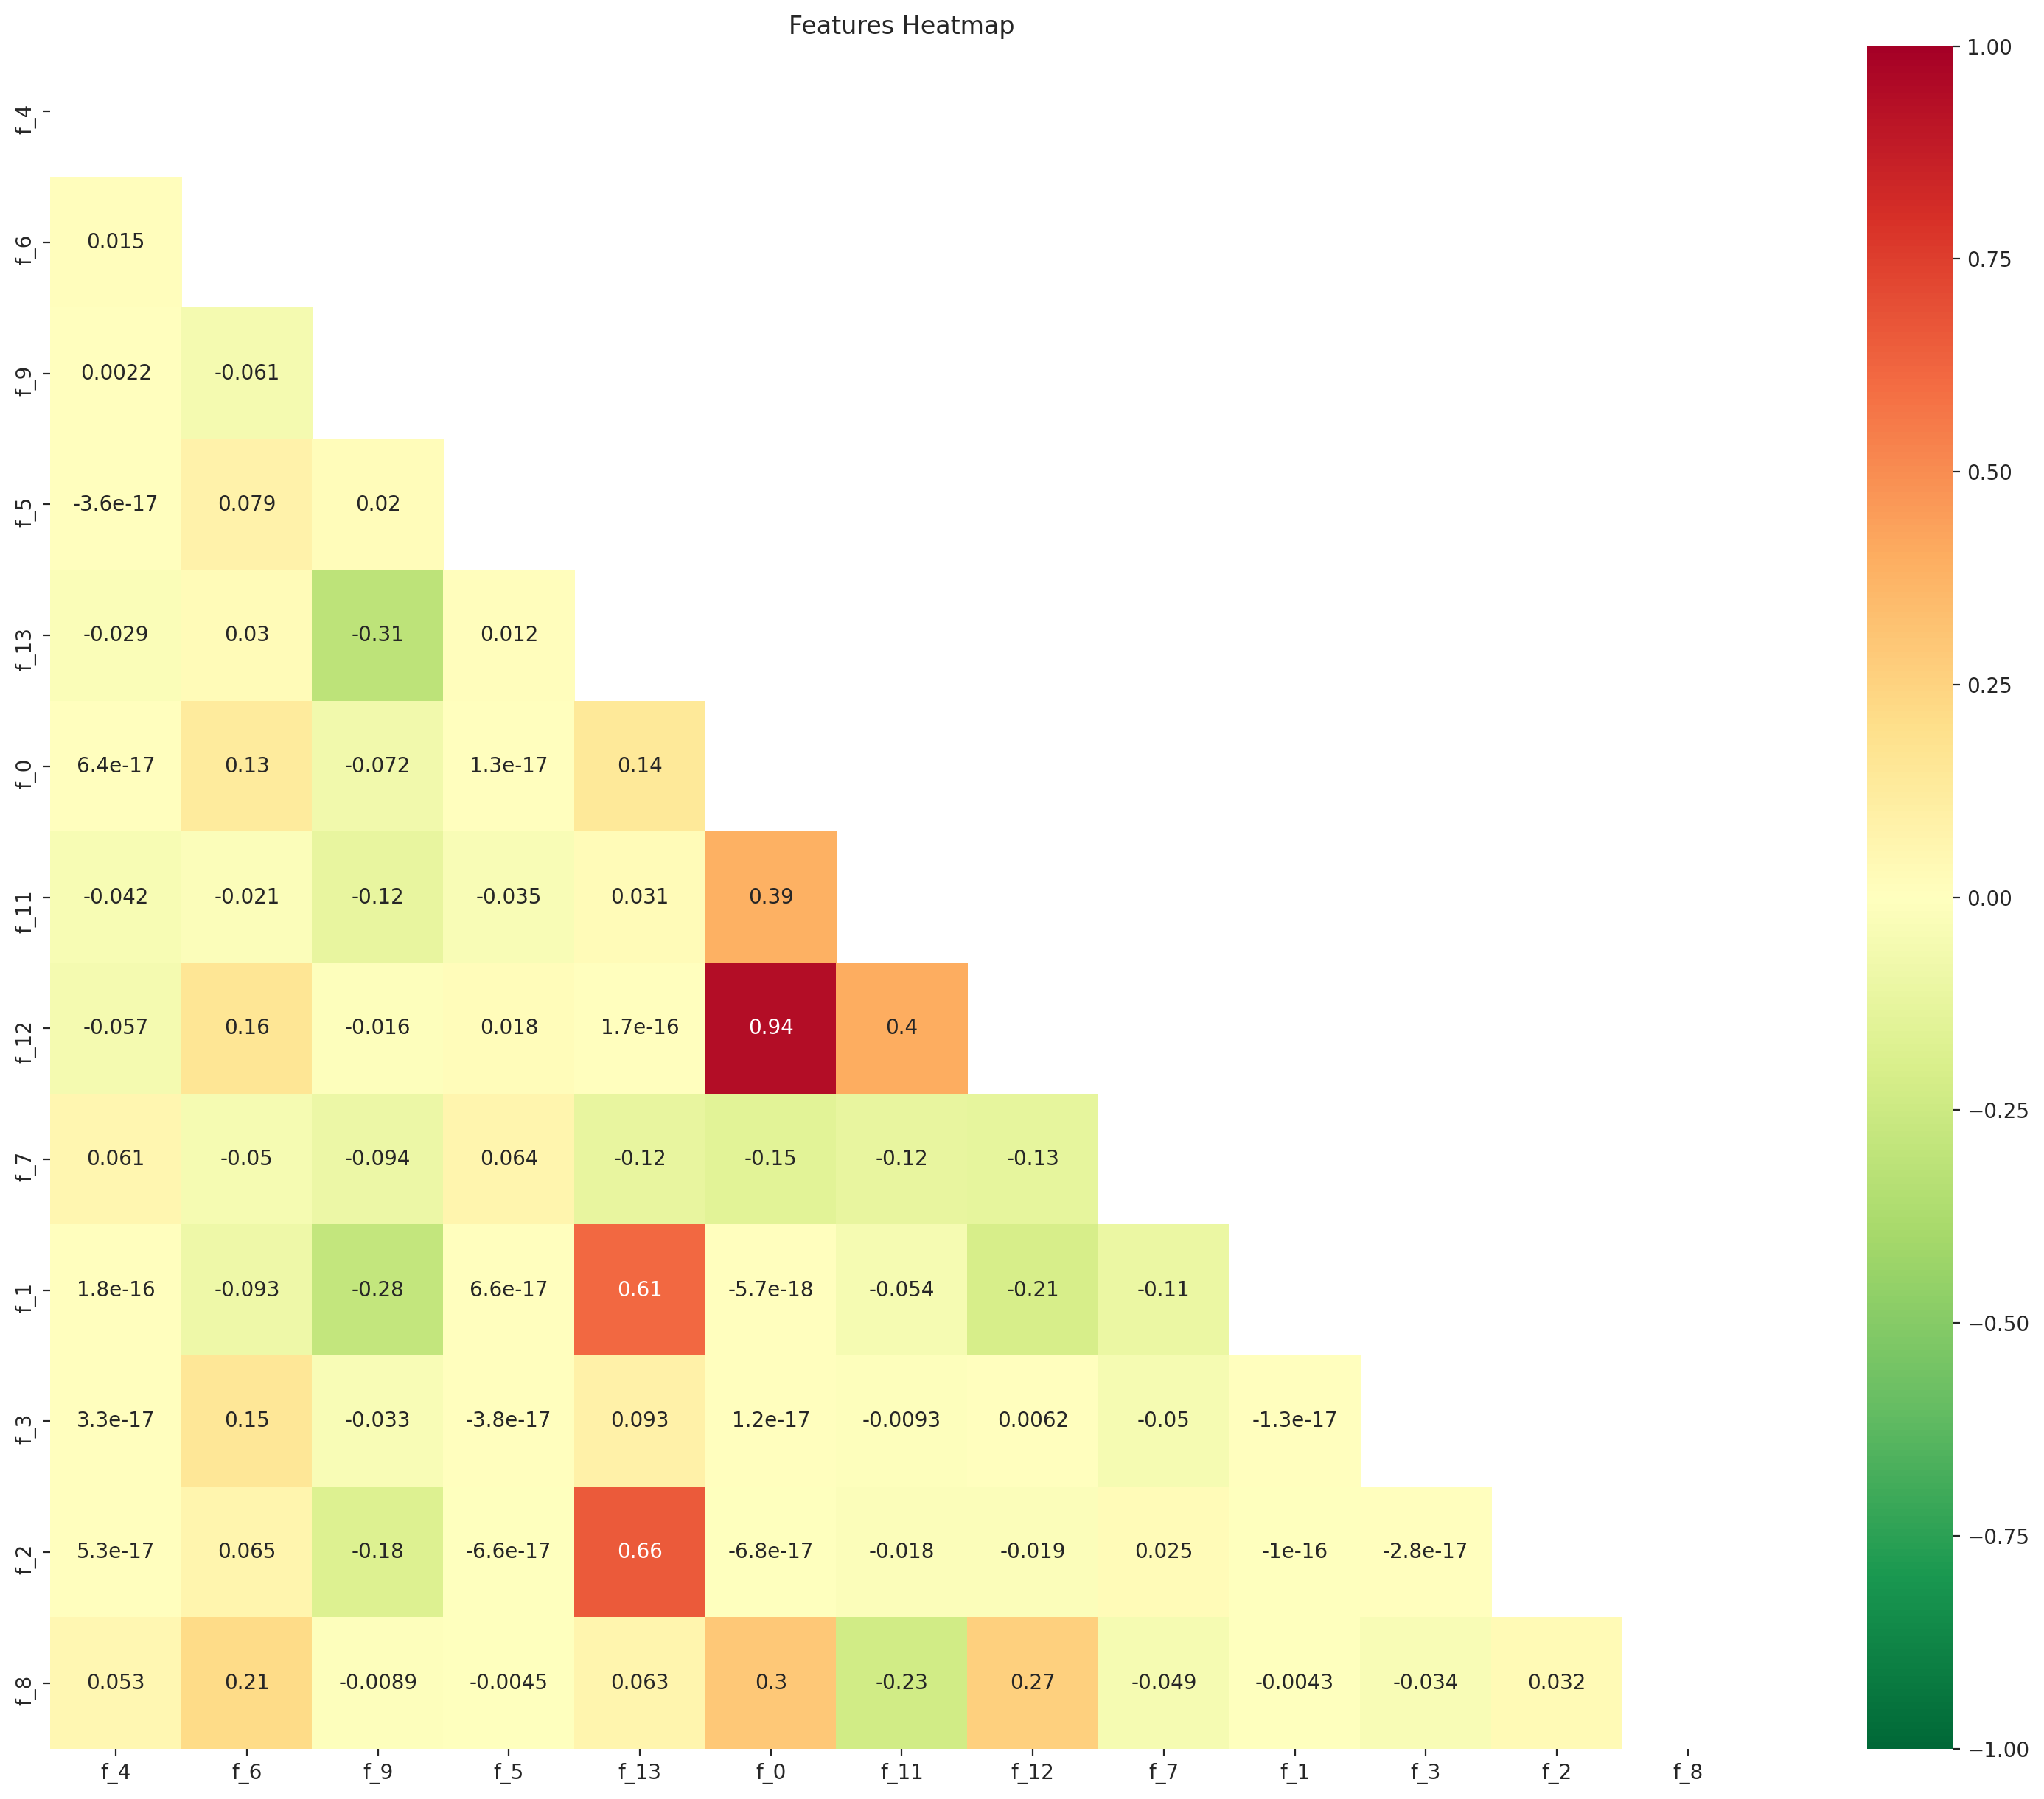 Features Heatmap
1.00
f_4
f_6 0.015
0.75
f_9 0.0022 -0.061
0.50
f_5 -3.6e-17 0.079 0.02
f_13 -0.029 0.03 -0.31 0.012
0.25
f_0 6.4e-17 0.13 -0.072 1.3e-17 0.14
f_11 -0.042 -0.021 -0.12 -0.035 0.031 0.39
0.00
f_12 -0.057 0.16 -0.016 0.018 1.7e-16 0.94 0.4
−0.25
f_7 0.061 -0.05 -0.094 0.064 -0.12 -0.15 -0.12 -0.13
f_1 1.8e-16 -0.093 -0.28 6.6e-17 0.61 -5.7e-18 -0.054 -0.21 -0.11
−0.50
f_3 3.3e-17 0.15 -0.033 -3.8e-17 0.093 1.2e-17 -0.0093 0.0062 -0.05 -1.3e-17
−0.75
f_2 5.3e-17 0.065 -0.18 -6.6e-17 0.66 -6.8e-17 -0.018 -0.019 0.025 -1e-16 -2.8e-17
f_8 0.053 0.21 -0.0089 -0.0045 0.063 0.3 -0.23 0.27 -0.049 -0.0043 -0.034 0.032
−1.00
f_4 f_6 f_9 f_5 f_13 f_0 f_11 f_12 f_7 f_1 f_3 f_2 f_8